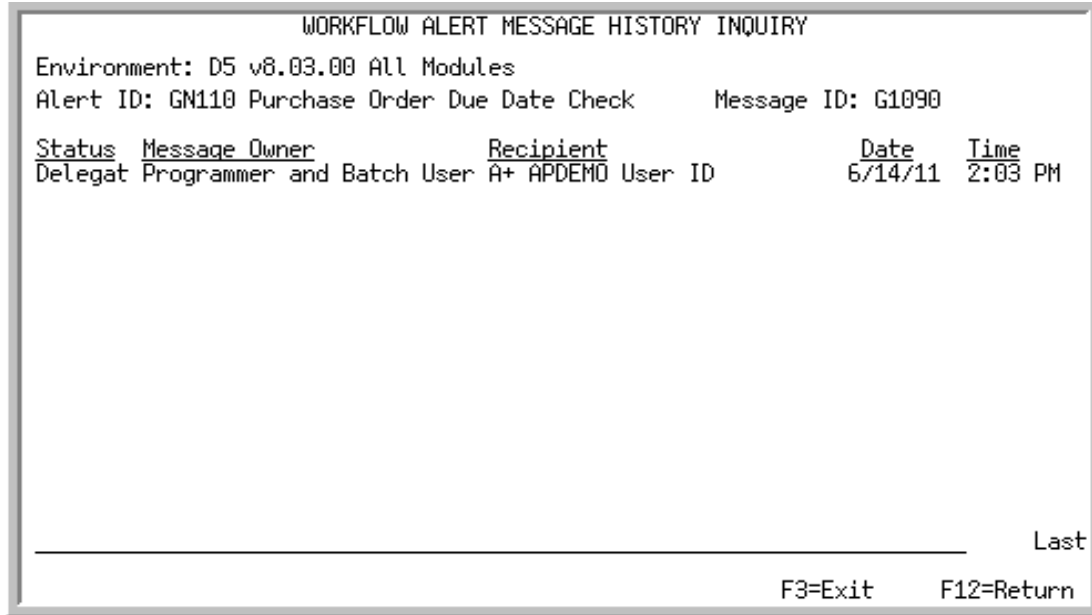 WORKFLOW ALERT MESSAGE HISTORY INQUIRY
Environment: D5 v8.03.00 All Modules
Alert ID: GN110 Purchase Order Due Date Check Message ID: G1090
Status Message Owner Recipient Date Time
Delegat Programmer and Batch User A+ APDEMO User ID 6/14/11 2:03 PM
Last
F3=Exit F12=Return